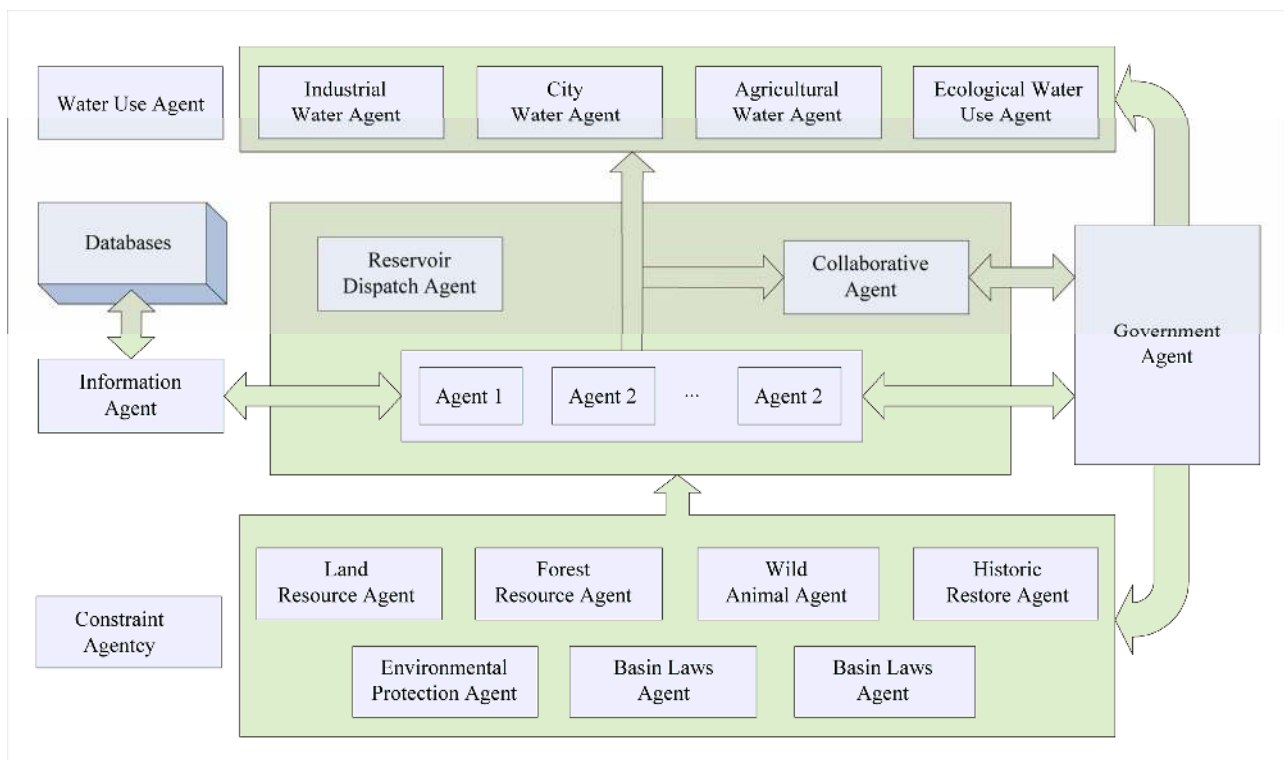 Water Use Agent
Industrial
Water Agent
City
Water Agent
Agricultural
Water Agent
Ecological Water
Use Agent
Databases
Reservoir
Dispatch Agent
Collaborative
Agent
Government
Agent
Information
Agent
Agent 1
Agent 2
...
Agent 2
Constraint
Agentcy
Land
Resource Agent
Forest
Resource Agent
Wild
Animal Agent
Historic
Restore Agent
Environmental
Protection Agent
Basin Laws
Agent
Basin Laws
Agent